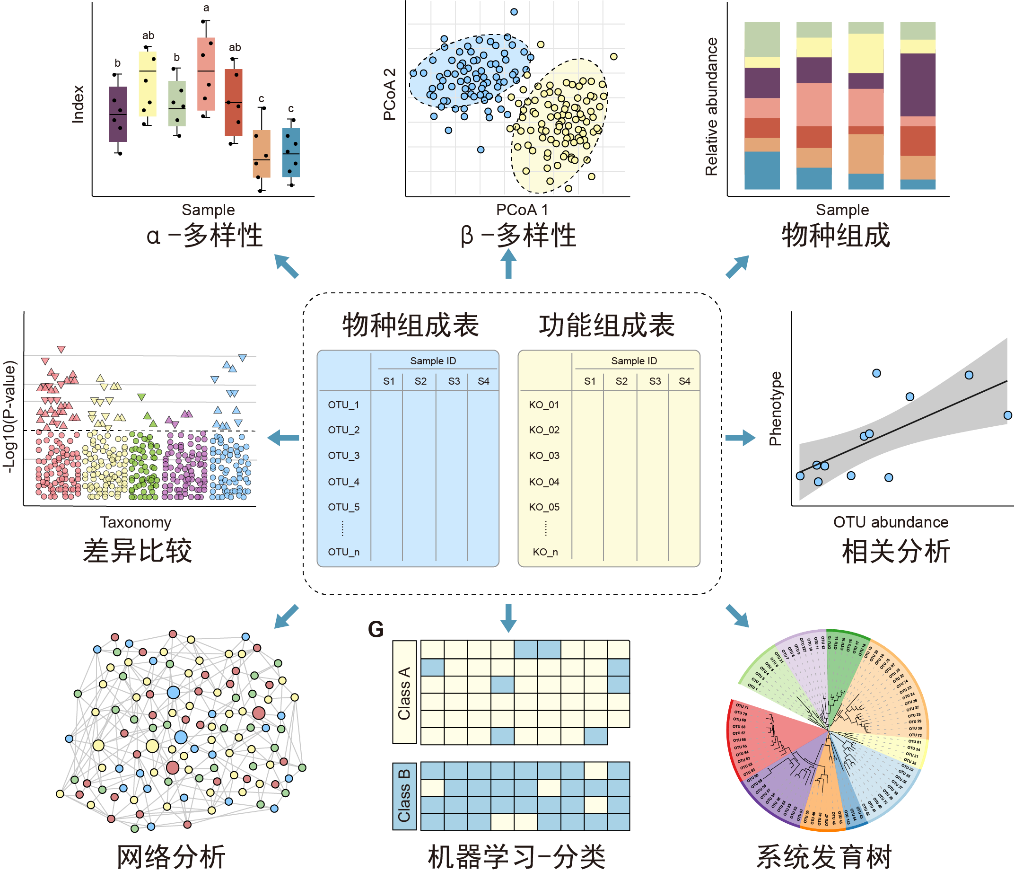 a
ab
ab
b
b
c
c
Index
Sample
α-多样性
PCoA 2
PCoA 1
β-多样性
Relative abundance
Sample
物种组成
-Log10(P-value)
Taxonomy
差异比较
物种组成表
Sample ID
S1 S2 S3 S4
OTU_1
OTU_2
OTU_3
OTU_4
OTU_5
OTU_n
功能组成表
Sample ID
S1 S2 S3 S4
KO_01
KO_02
KO_03
KO_04
KO_05
KO_n
Phenotype
OTU abundance
相关分析
网络分析
G
Class A
Class B
机器学习-分类
系统发育树